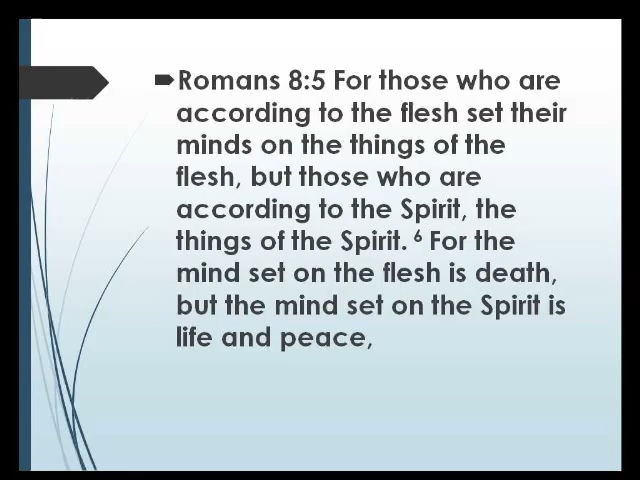 Romans 8:5 For those who are
according to the flesh set their
minds on the things of the
flesh, but those who are
according to the Spirit, the
things of the Spirit. ⁶ For the
mind set on the flesh is death,
but the mind set on the Spirit is
life and peace,